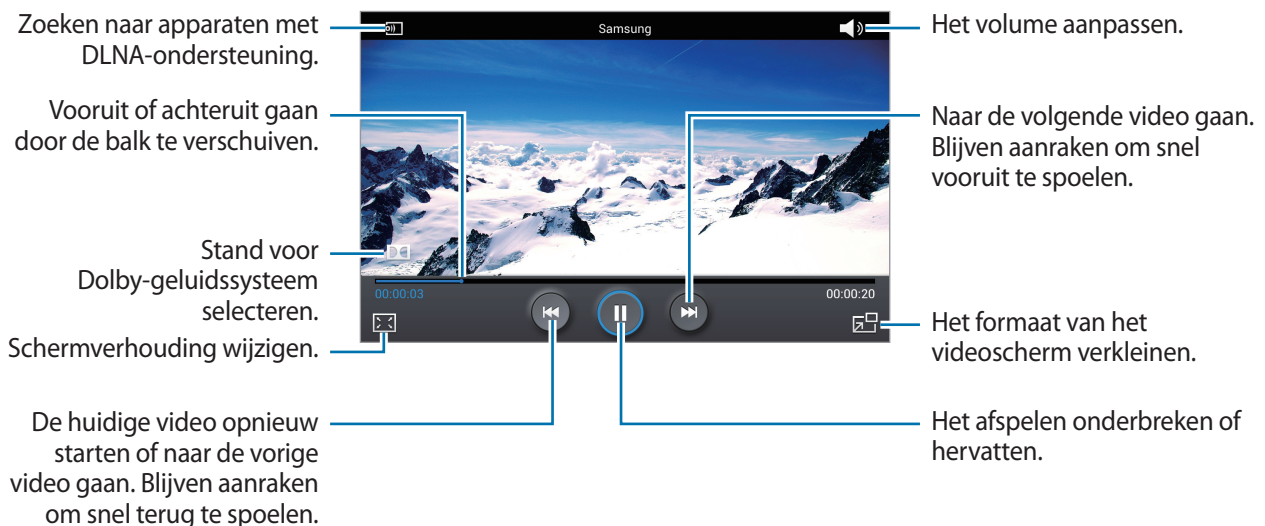 Zoeken naar apparaten met
DLNA-ondersteuning.
Vooruit of achteruit gaan
door de balk te verschuiven.
Stand voor
Dolby-geluidssysteem
selecteren.
Schermverhouding wijzigen.
De huidige video opnieuw
starten of naar de vorige
video gaan. Blijven aanraken
om snel terug te spoelen.
Samsung
00:00:03
00:00:20
Het volume aanpassen.
Naar de volgende video gaan.
Blijven aanraken om snel
vooruit te spoelen.
Het formaat van het
videoscherm verkleinen.
Het afspelen onderbreken of
hervatten.